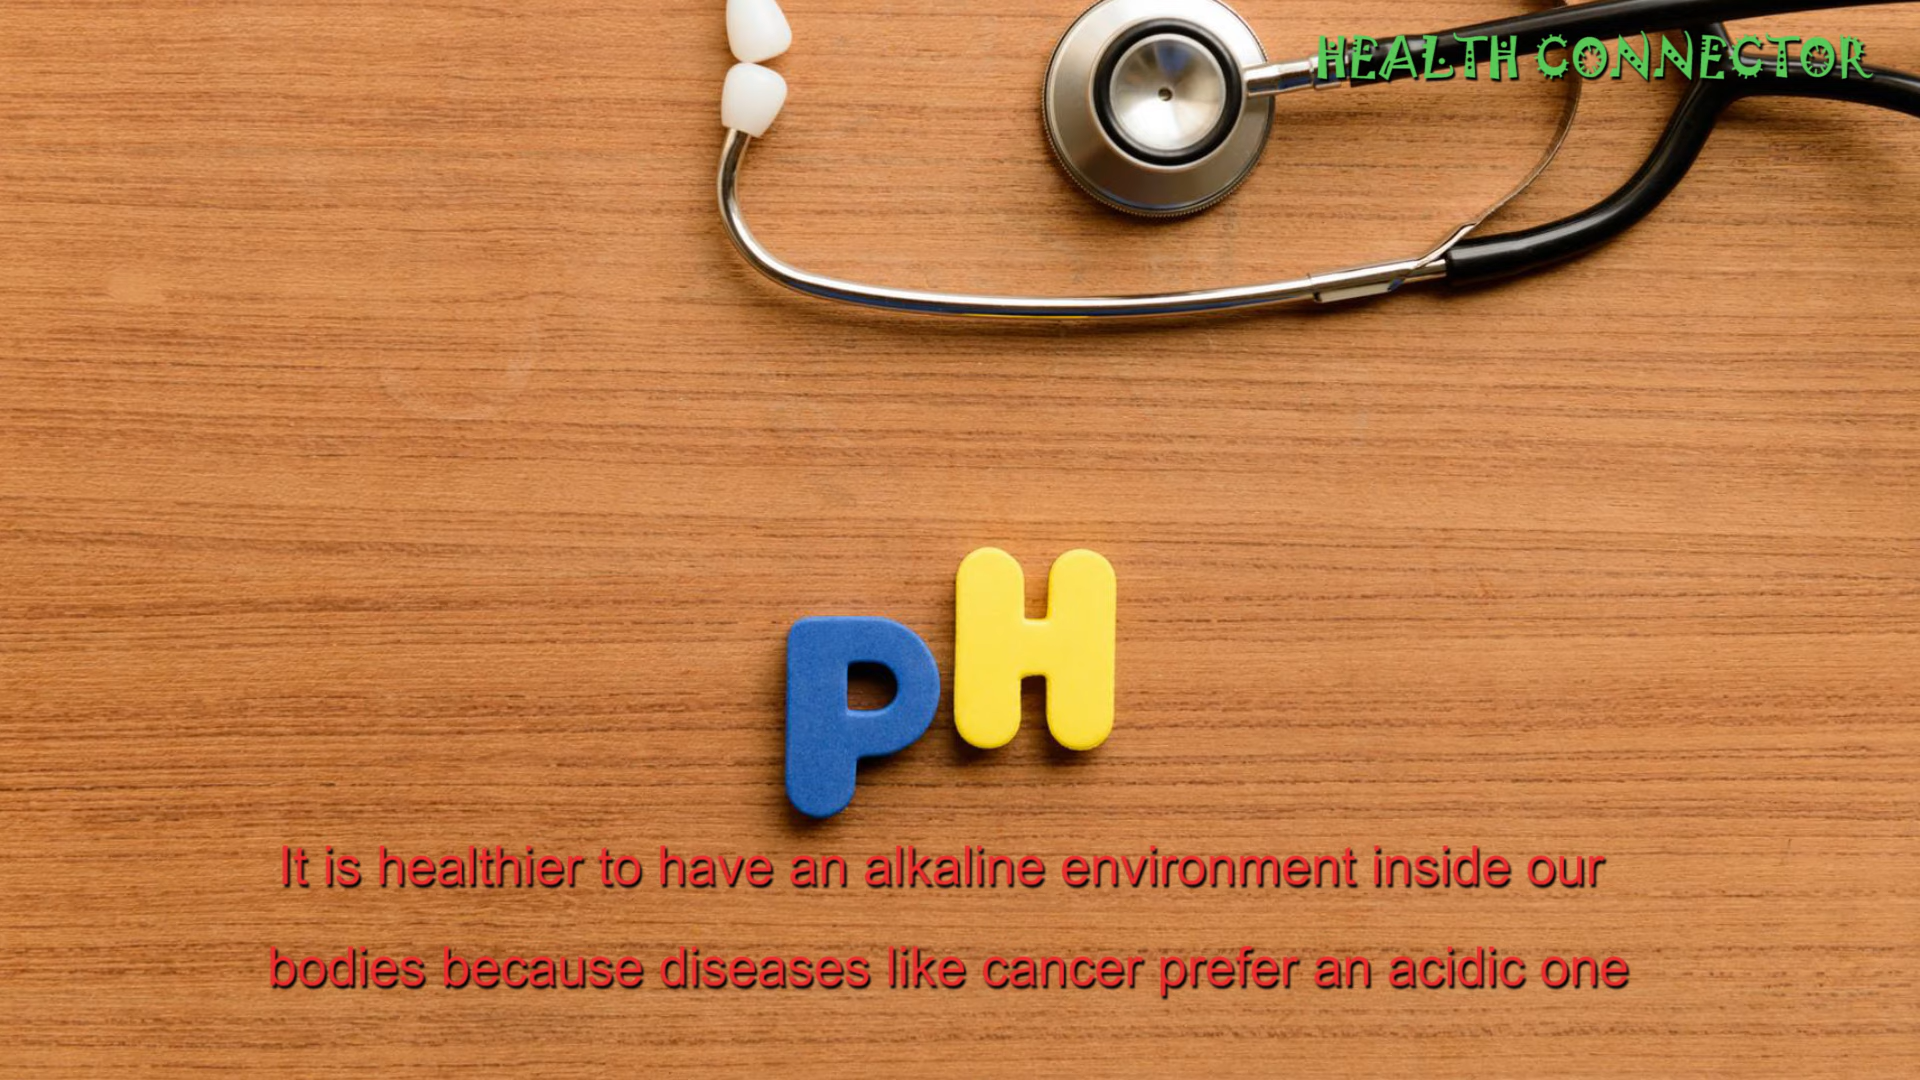 HEALTH CONNECTOR
PH
It is healthier to have an alkaline environment inside our
bodies because diseases like cancer prefer an acidic one